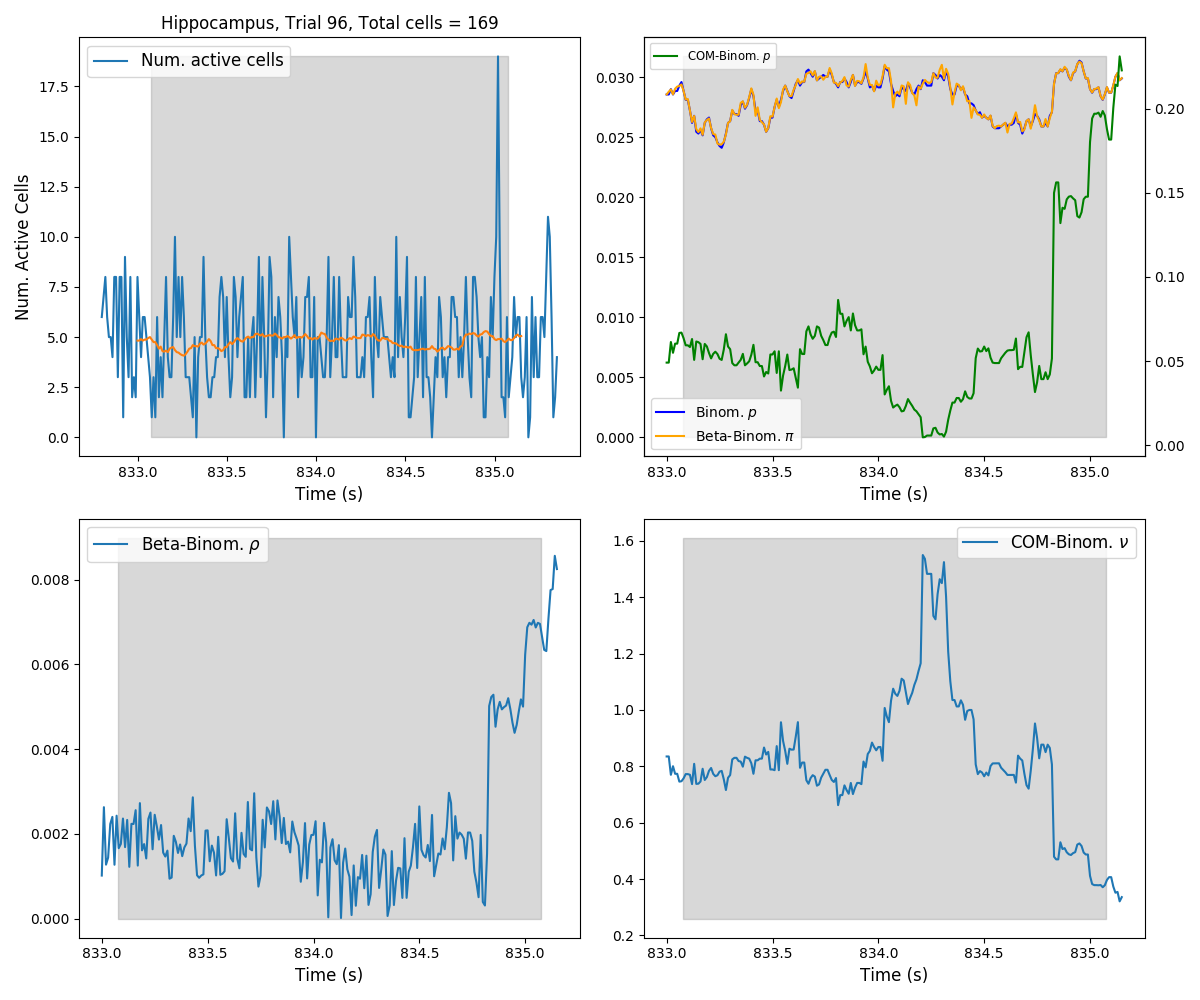 Hippocampus, Trial 96, Total cells = 169
Num. active cells
Num. Active Cells
17.5
15.0
12.5
10.0
7.5
5.0
2.5
0.0
833.0 833.5 834.0 834.5 835.0
Time (s)
COM-Binom. p
0.030
0.025
0.020
0.015
0.010
0.005
0.000
0.20
0.15
0.10
0.05
0.00
Binom. p
Beta-Binom. π
833.0 833.5 834.0 834.5 835.0
Time (s)
Beta-Binom. ρ
0.008
0.006
0.004
0.002
0.000
833.0 833.5 834.0 834.5 835.0
Time (s)
COM-Binom. ν
1.6
1.4
1.2
1.0
0.8
0.6
0.4
0.2
833.0 833.5 834.0 834.5 835.0
Time (s)